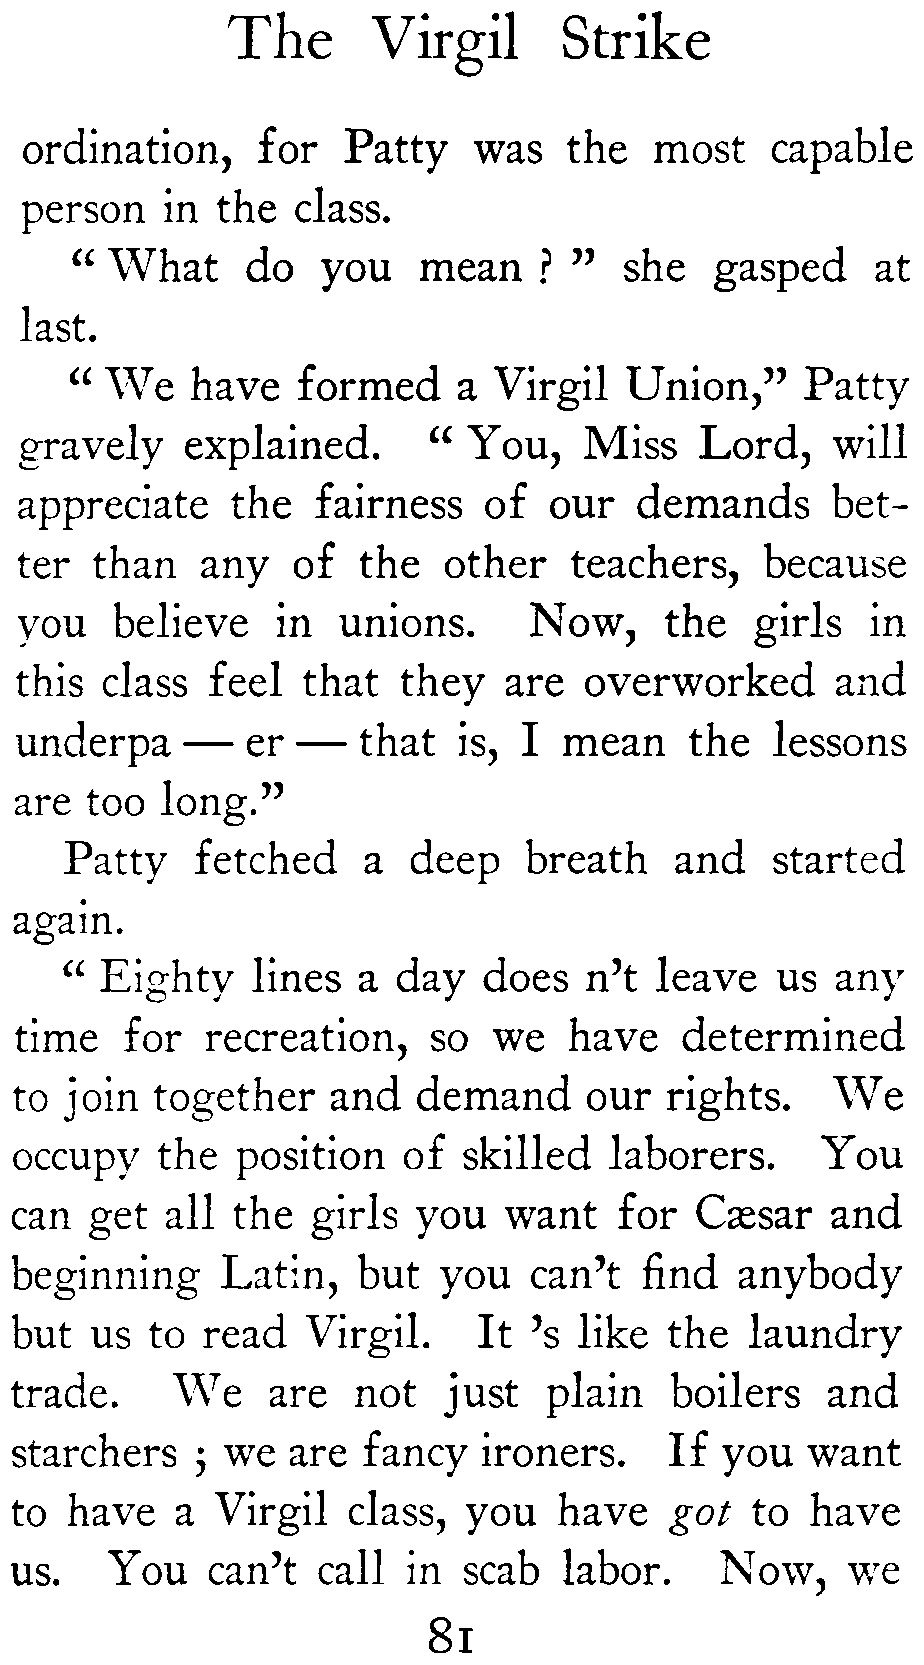 The Virgil Strike
ordination, for Patty was the most capable
person in the class.
“ What do you mean ? ” she gasped at
last.
“ We have formed a Virgil Union,” Patty
gravely explained. “ You, Miss Lord, will
appreciate the fairness of our demands bet-
ter than any of the other teachers, because
you believe in unions. Now, the girls in
this class feel that they are overworked and
underpa — er — that is, I mean the lessons
are too long.”
Patty fetched a deep breath and started
again.
“ Eighty lines a day does n’t leave us any
time for recreation, so we have determined
to join together and demand our rights. We
occupy the position of skilled laborers. You
can get all the girls you want for Cæsar and
beginning Latin, but you can’t find anybody
but us to read Virgil. It ’s like the laundry
trade. We are not just plain boilers and
starchers ; we are fancy ironers. If you want
to have a Virgil class, you have got to have
us. You can’t call in scab labor. Now, we
81